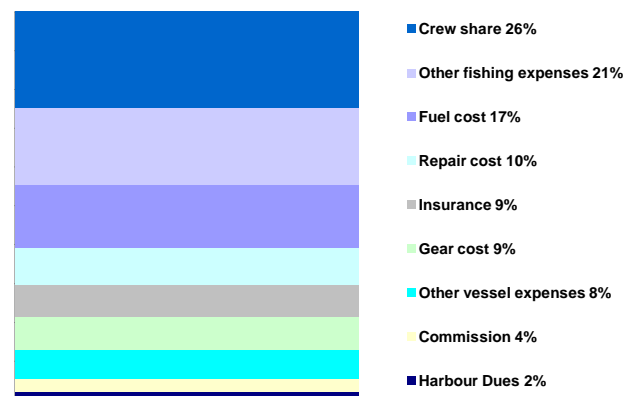 Crew share 26%
Other fishing expenses 21%
Fuel cost 17%
Repair cost 10%
Insurance 9%
Gear cost 9%
Other vessel expenses 8%
Commission 4%
Harbour Dues 2%